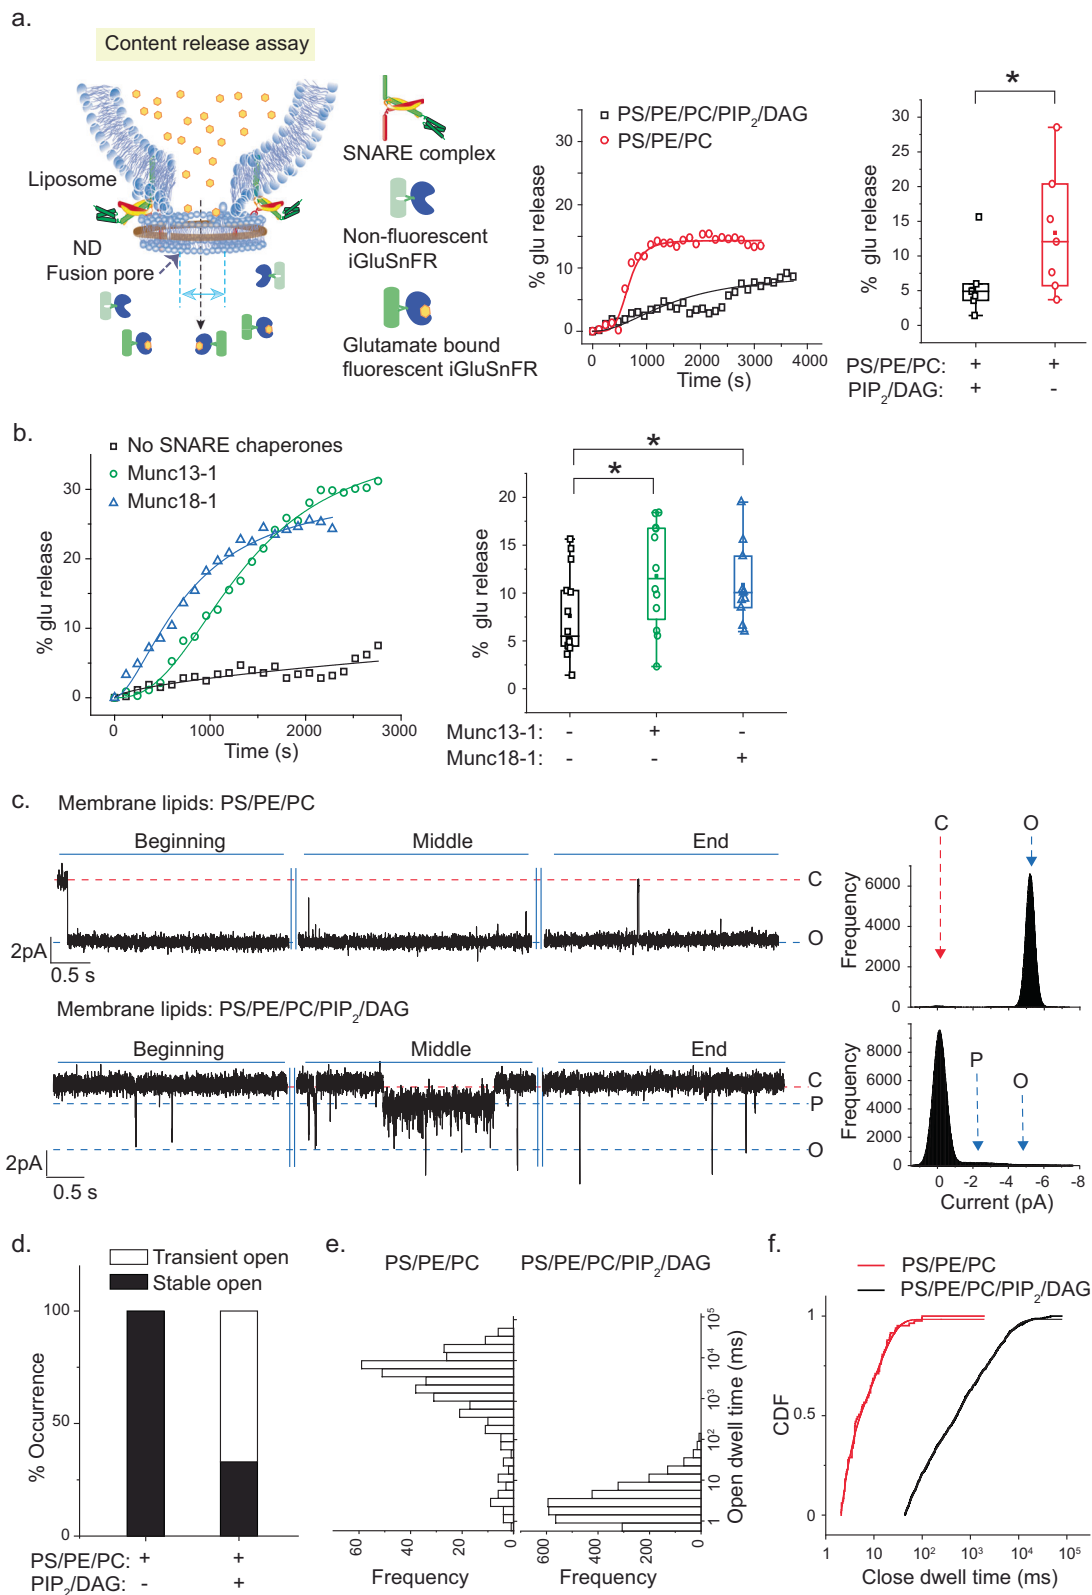 a.
Content release assay
Liposome
ND
Fusion pore
SNARE complex
Non-fluorescent
iGluSnFR
Glutamate bound
fluorescent iGluSnFR
% glu release
30
20
10
0
PS/PE/PC/PIP₂/DAG
PS/PE/PC
0 1000 2000 3000 4000
Time (s)
% glu release
30
25
20
15
10
5
0
*
PS/PE/PC: + +
PIP₂/DAG: + -
b.
No SNARE chaperones
Munc13-1
Munc18-1
% glu release
30
20
10
0
0 1000 2000 3000
Time (s)
% glu release
20
15
10
5
0
*
*
Munc13-1: - + -
Munc18-1: - - +
c.
Membrane lipids: PS/PE/PC
Beginning Middle End
C
O
2pA
0.5 s
Membrane lipids: PS/PE/PC/PIP₂/DAG
Beginning Middle End
C
P
O
2pA
0.5 s
C O
Frequency
6000
4000
2000
0
Frequency
8000
6000
4000
2000
0
P O
0 -2 -4 -6 -8
Current (pA)
d.
Transient open
Stable open
% Occurrence
100
50
0
PS/PE/PC: + +
PIP₂/DAG: - +
e.
PS/PE/PC PS/PE/PC/PIP₂/DAG
60 40 20 0
Frequency
600 400 200 0
Frequency
Open dwell time (ms)
10⁵
10⁴
10³
10²
10
1
f.
PS/PE/PC
PS/PE/PC/PIP₂/DAG
CDF
1
0.5
0
1 10 10² 10³ 10⁴ 10⁵
Close dwell time (ms)